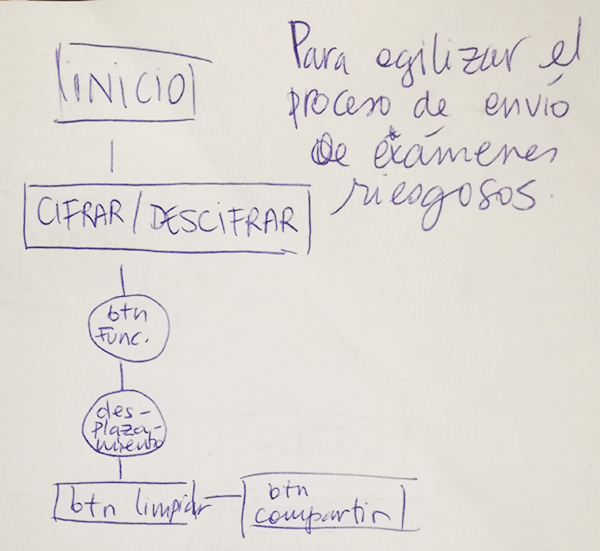 INICIO
Para agilizar el
proceso de envío
de exámenes
riesgosos.
CIFRAR / DESCIFRAR
btn
Func.
des-
plaza-
miento
btn limpiar
btn
compartir